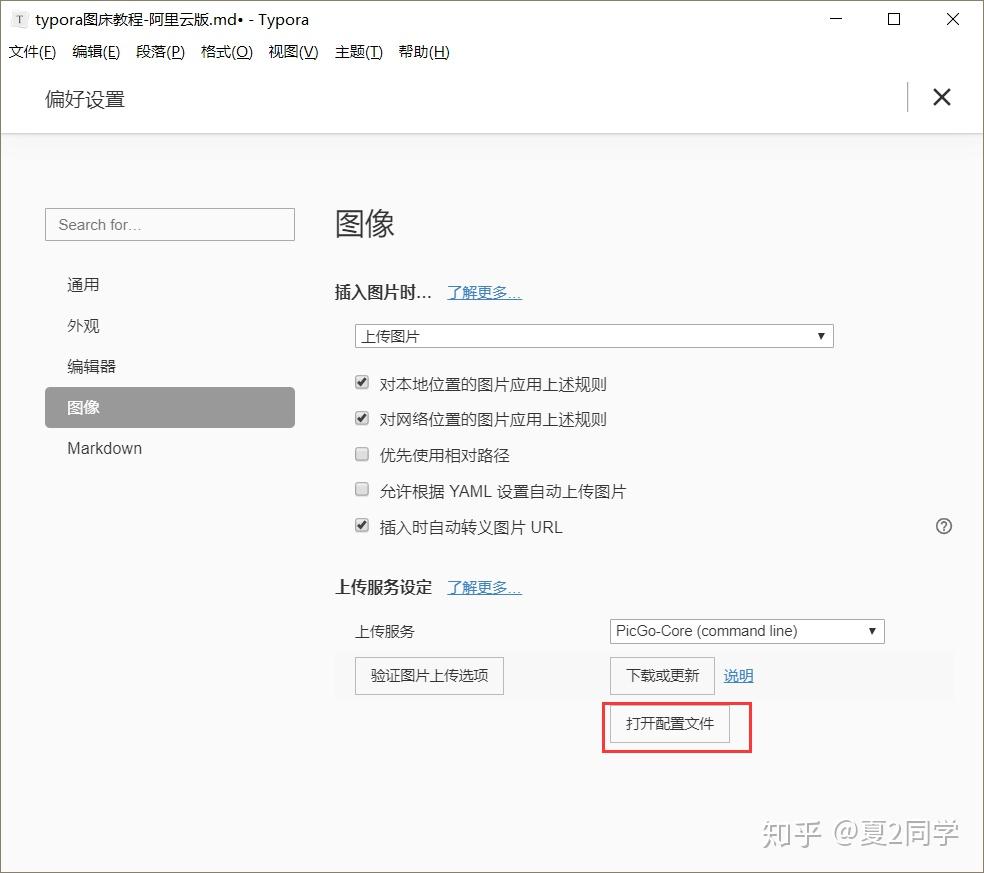 typora图床教程-阿里云版.md• - Typora
文件(F) 编辑(E) 段落(P) 格式(O) 视图(V) 主题(T) 帮助(H)
偏好设置
Search for...
通用
外观
编辑器
图像
Markdown
图像
插入图片时... 了解更多...
上传图片
对本地位置的图片应用上述规则
对网络位置的图片应用上述规则
优先使用相对路径
允许根据 YAML 设置自动上传图片
插入时自动转义图片 URL
上传服务设定 了解更多...
上传服务 PicGo-Core (command line)
验证图片上传选项 下载或更新 说明
打开配置文件
知乎 @夏2同学